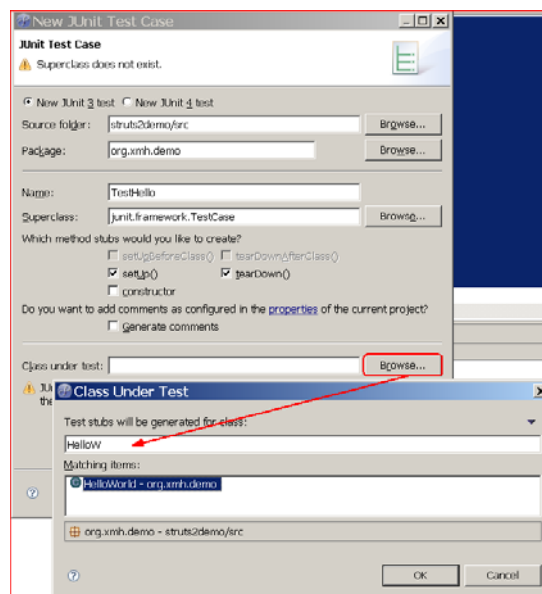 New JUnit Test Case
JUnit Test Case
Superclass does not exist.
New JUnit 3 test New JUnit 4 test
Source folder: struts2demo/src Browse...
Package: org.xmh.demo Browse...
Name: TestHello
Superclass: junit.framework.TestCase Browse...
Which method stubs would you like to create?
setUpBeforeClass() tearDownAfterClass()
setUp() tearDown()
constructor
Do you want to add comments as configured in the properties of the current project?
Generate comments
Class under test: Browse...
the
Class Under Test
Test stubs will be generated for class:
HelloW
Matching items:
HelloWorld - org.xmh.demo
org.xmh.demo - struts2demo/src
OK Cancel